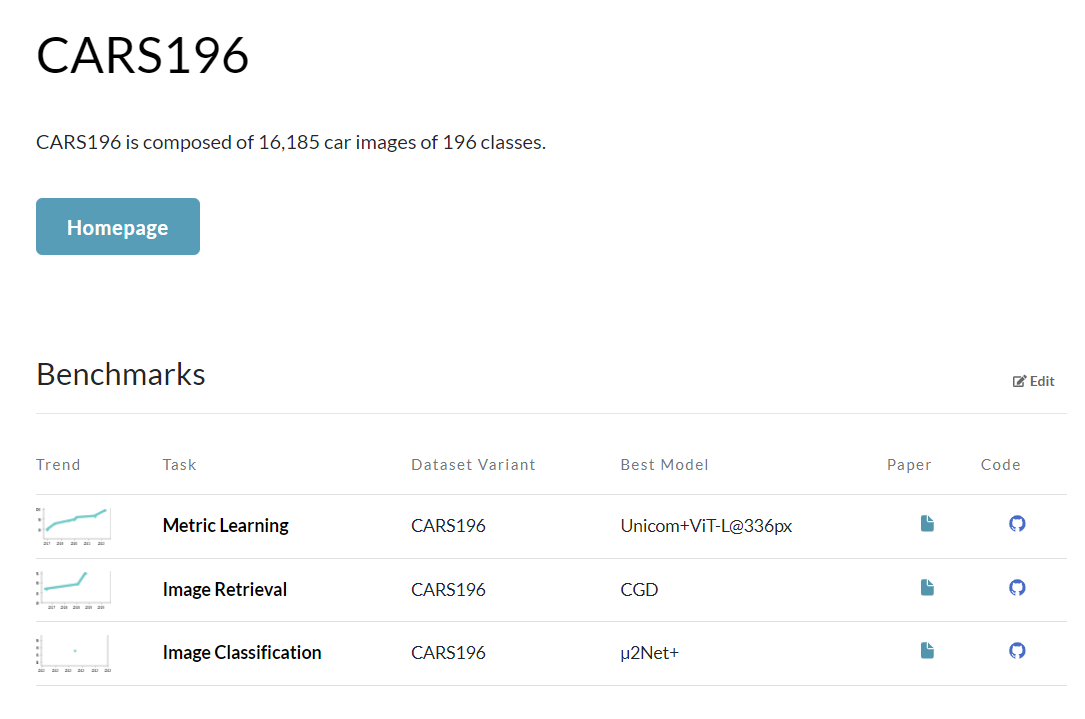 CARS196
CARS196 is composed of 16,185 car images of 196 classes.
Homepage
Benchmarks
Edit
Trend Task Dataset Variant Best Model Paper Code
Metric Learning CARS196 Unicom+ViT-L@336px
Image Retrieval CARS196 CGD
Image Classification CARS196 µ2Net+